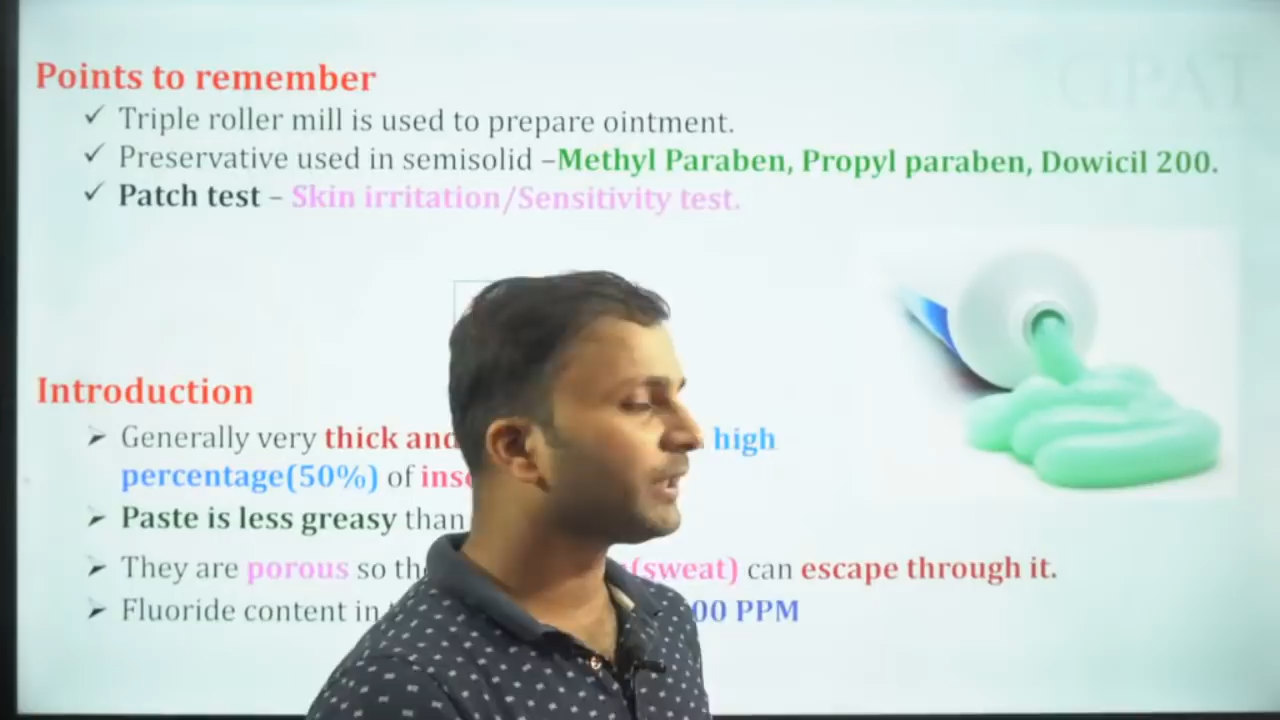 GPAT
Points to remember
✓ Triple roller mill is used to prepare ointment.
✓ Preservative used in semisolid –Methyl Paraben, Propyl paraben, Dowicil 200.
✓ Patch test – Skin irritation/Sensitivity test.
Introduction
➤ Generally very thick and high
percentage(50%) of
➤ Paste is less greasy than
➤ They are porous so (sweat) can escape through it.
➤ Fluoride content in 00 PPM